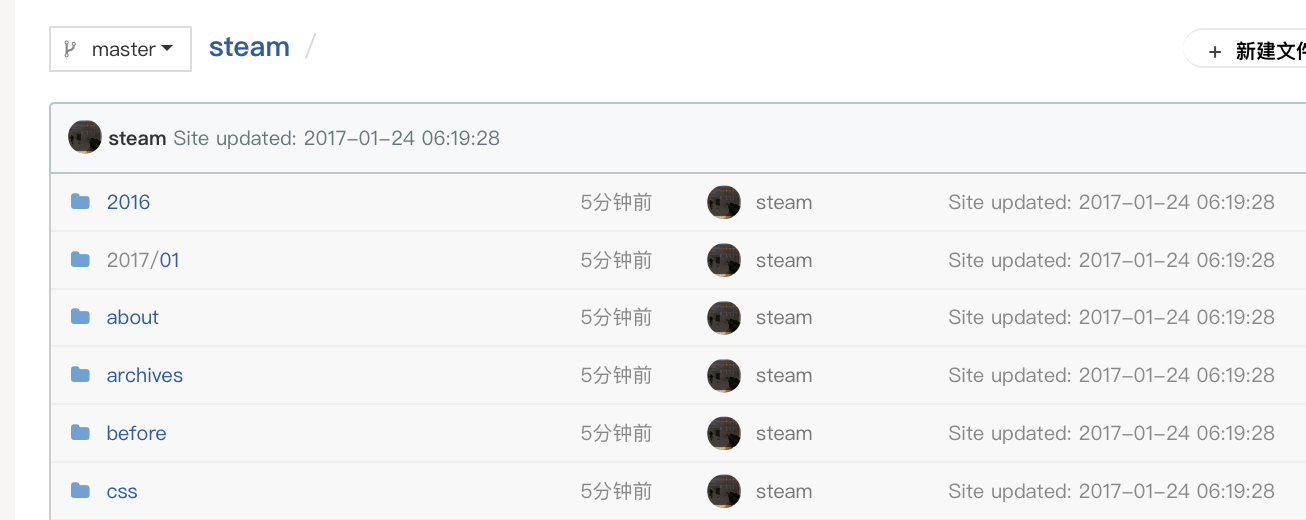 master steam / + 新建文件
steam Site updated: 2017-01-24 06:19:28
2016 5分钟前 steam Site updated: 2017-01-24 06:19:28
2017/01 5分钟前 steam Site updated: 2017-01-24 06:19:28
about 5分钟前 steam Site updated: 2017-01-24 06:19:28
archives 5分钟前 steam Site updated: 2017-01-24 06:19:28
before 5分钟前 steam Site updated: 2017-01-24 06:19:28
css 5分钟前 steam Site updated: 2017-01-24 06:19:28